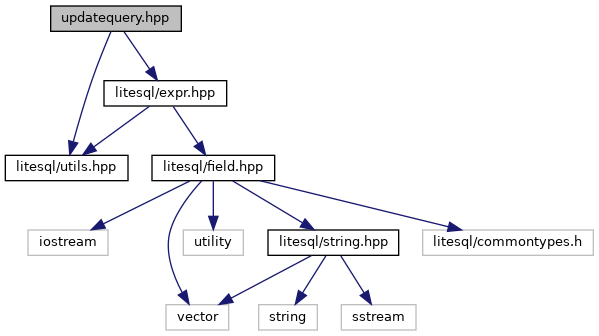 updatequery.hpp
litesql/expr.hpp
litesql/utils.hpp
litesql/field.hpp
iostream
utility
litesql/string.hpp
litesql/commontypes.h
vector
string
sstream